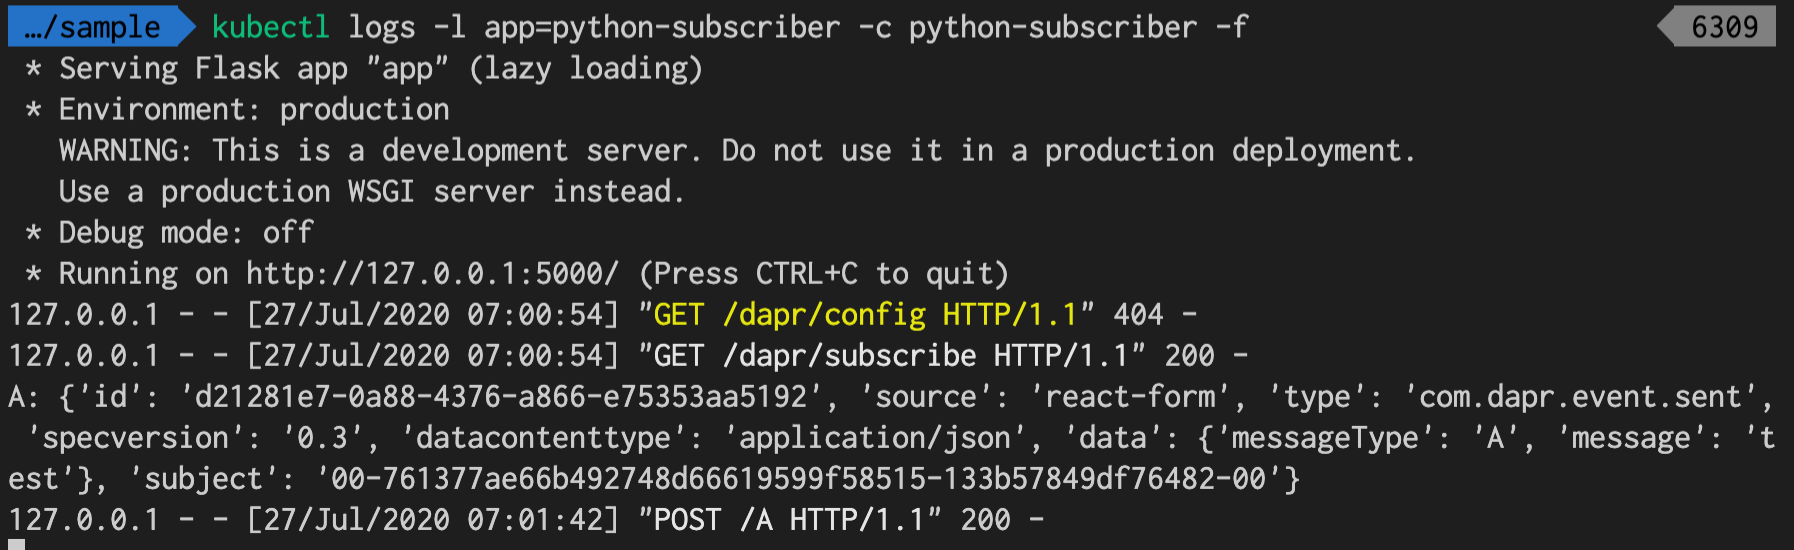 …/sample kubectl logs -l app=python-subscriber -c python-subscriber -f 6309
* Serving Flask app "app" (lazy loading)
* Environment: production
WARNING: This is a development server. Do not use it in a production deployment.
Use a production WSGI server instead.
* Debug mode: off
* Running on http://127.0.0.1:5000/ (Press CTRL+C to quit)
127.0.0.1 - - [27/Jul/2020 07:00:54] "GET /dapr/config HTTP/1.1" 404 -
127.0.0.1 - - [27/Jul/2020 07:00:54] "GET /dapr/subscribe HTTP/1.1" 200 -
A: {'id': 'd21281e7-0a88-4376-a866-e75353aa5192', 'source': 'react-form', 'type': 'com.dapr.event.sent',
'specversion': '0.3', 'datacontenttype': 'application/json', 'data': {'messageType': 'A', 'message': 't
est'}, 'subject': '00-761377ae66b492748d66619599f58515-133b57849df76482-00'}
127.0.0.1 - - [27/Jul/2020 07:01:42] "POST /A HTTP/1.1" 200 -